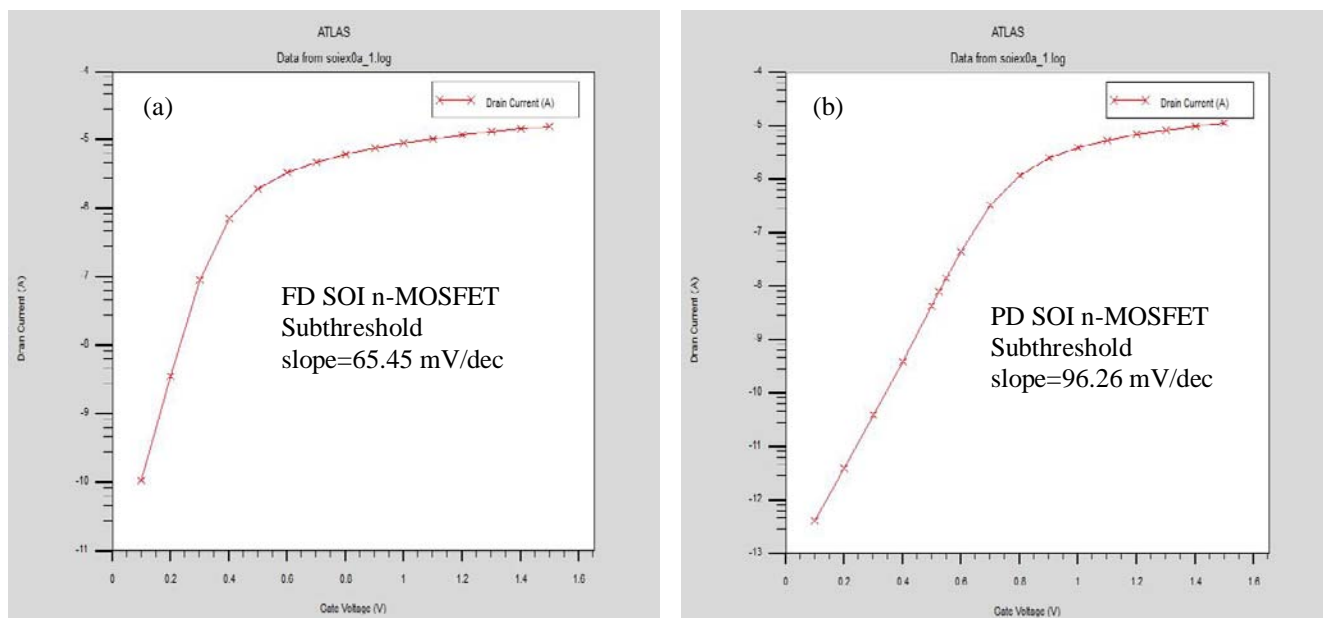 ATLAS
Data from soiex0a_1.log
Drain Current (A)
(a)
-4
-5
-6
-7
-8
-9
-10
-11
Drain Current (A)
FD SOI n-MOSFET
Subthreshold
slope=65.45 mV/dec
0 0.2 0.4 0.6 0.8 1 1.2 1.4 1.6
Gate Voltage (V)
ATLAS
Data from soiex0a_1.log
Drain Current (A)
(b)
-4
-5
-6
-7
-8
-9
-10
-11
-12
-13
Drain Current (A)
PD SOI n-MOSFET
Subthreshold
slope=96.26 mV/dec
0 0.2 0.4 0.6 0.8 1 1.2 1.4 1.6
Gate Voltage (V)